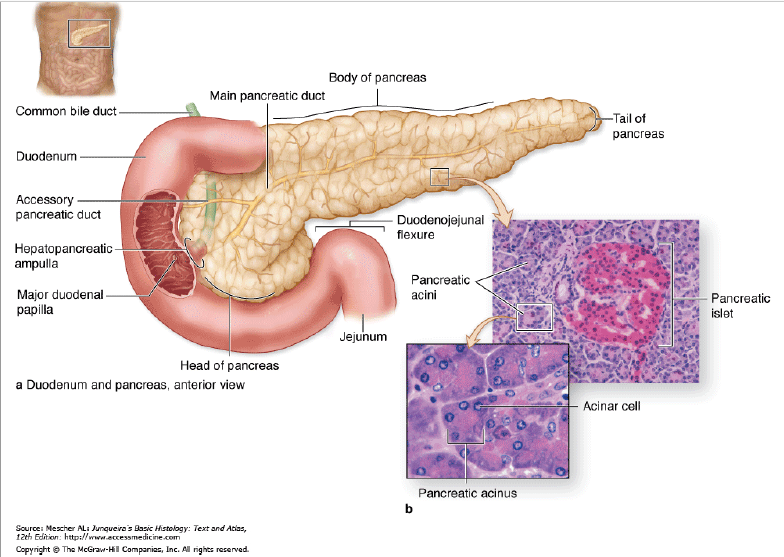 Body of pancreas
Main pancreatic duct
Common bile duct
Tail of
pancreas
Duodenum
Accessory
pancreatic duct
Duodenojejunal
flexure
Hepatopancreatic
ampulla
Pancreatic
acini
Major duodenal
papilla
Pancreatic
islet
Jejunum
Head of pancreas
a Duodenum and pancreas, anterior view
Acinar cell
Pancreatic acinus
b
Source: Mescher AL: Junqueira's Basic Histology: Text and Atlas,
12th Edition: http://www.accessmedicine.com
Copyright © The McGraw-Hill Companies, Inc. All rights reserved.